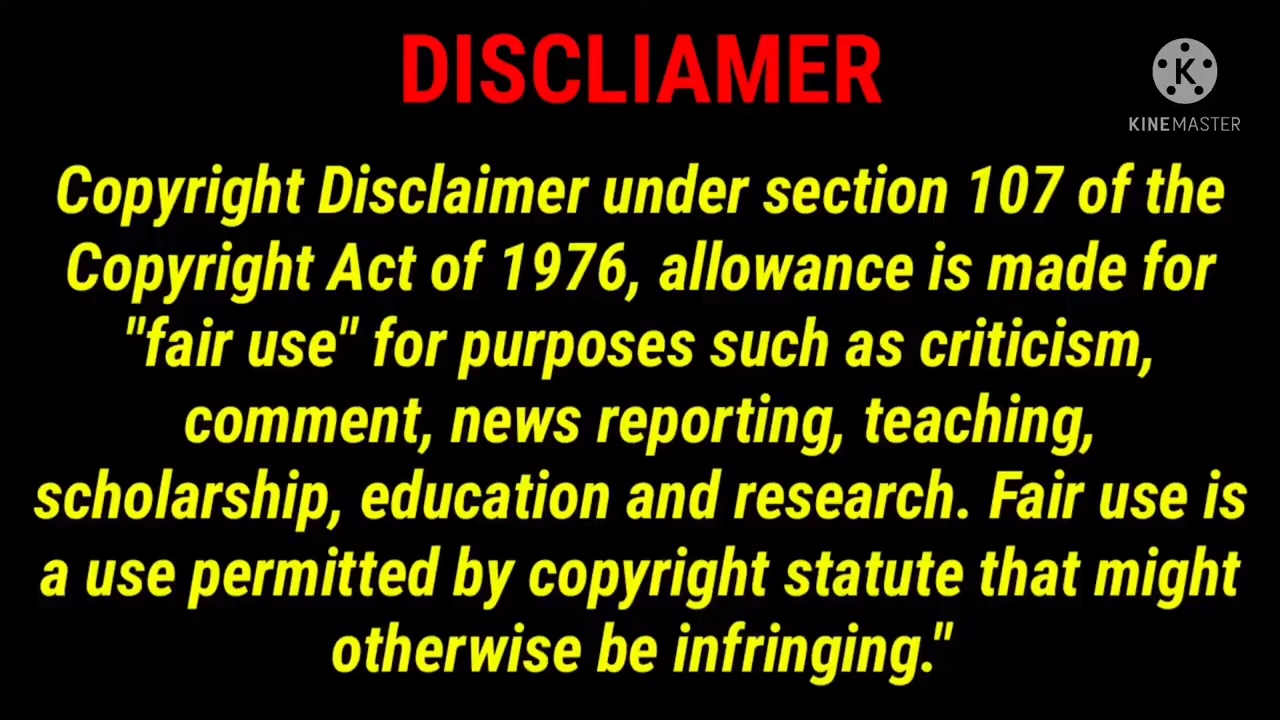 DISCLIAMER
K
KINEMASTER
Copyright Disclaimer under section 107 of the
Copyright Act of 1976, allowance is made for
"fair use" for purposes such as criticism,
comment, news reporting, teaching,
scholarship, education and research. Fair use is
a use permitted by copyright statute that might
otherwise be infringing."